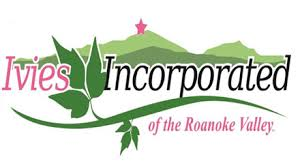 Ivies Incorporated
of the Roanoke Valley